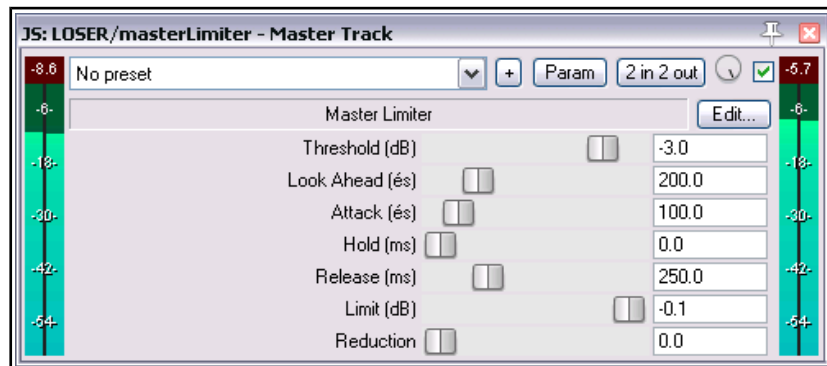 JS: LOSER/masterLimiter - Master Track
-8.6 No preset + Param 2 in 2 out -5.7
-6- Master Limiter Edit... -6-
Threshold (dB) -3.0
-18- -18-
Look Ahead (és) 200.0
Attack (és) 100.0
-30- -30-
Hold (ms) 0.0
Release (ms) 250.0
-42- -42-
Limit (dB) -0.1
-54- -54-
Reduction 0.0